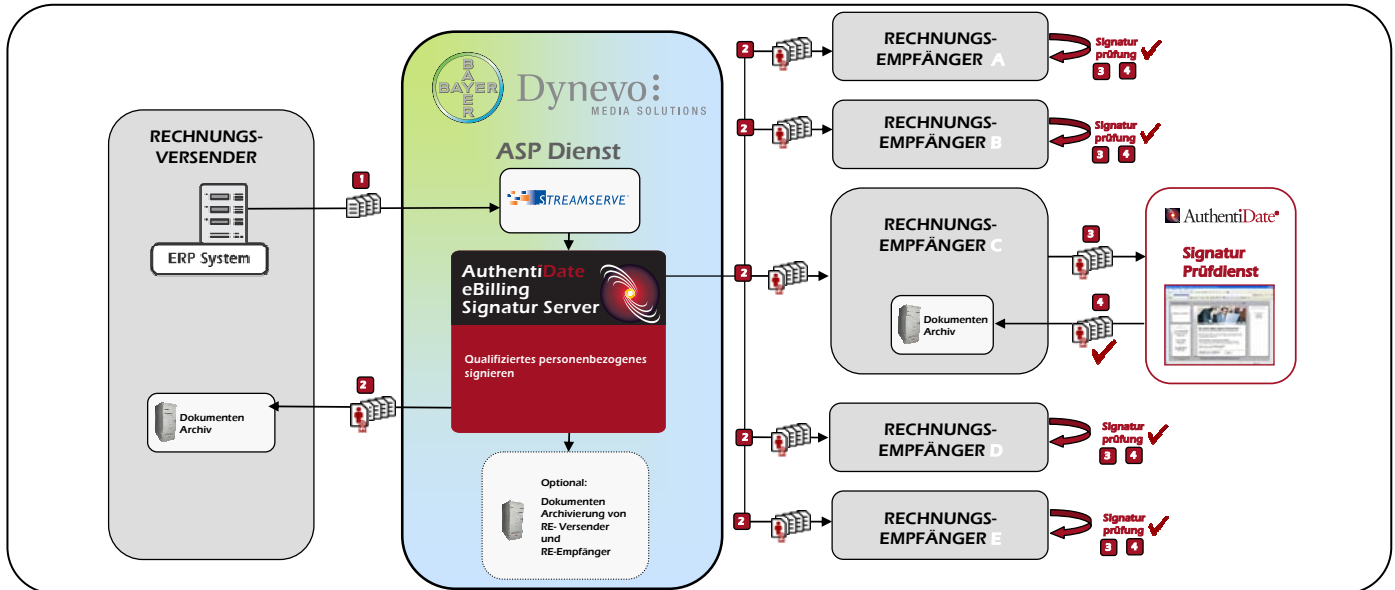 RECHNUNGS-
VERSENDER
ERP System
Dokumenten
Archiv
1
2
BAYER
BAYER
Dynevo
MEDIA SOLUTIONS
ASP Dienst
STREAMSERVE
AuthentiDate
eBilling
Signatur Server
Qualifiziertes personenbezogenes
signieren
Optional:
Dokumenten
Archivierung von
RE- Versender
und
RE-Empfänger
2
RECHNUNGS-
EMPFÄNGER A
Signatur
prüfung
3 4
2
RECHNUNGS-
EMPFÄNGER B
Signatur
prüfung
3 4
2
RECHNUNGS-
EMPFÄNGER C
Dokumenten
Archiv
3
4
AuthentiDate
Signatur
Prüfdienst
2
RECHNUNGS-
EMPFÄNGER D
Signatur
prüfung
3 4
2
RECHNUNGS-
EMPFÄNGER E
Signatur
prüfung
3 4